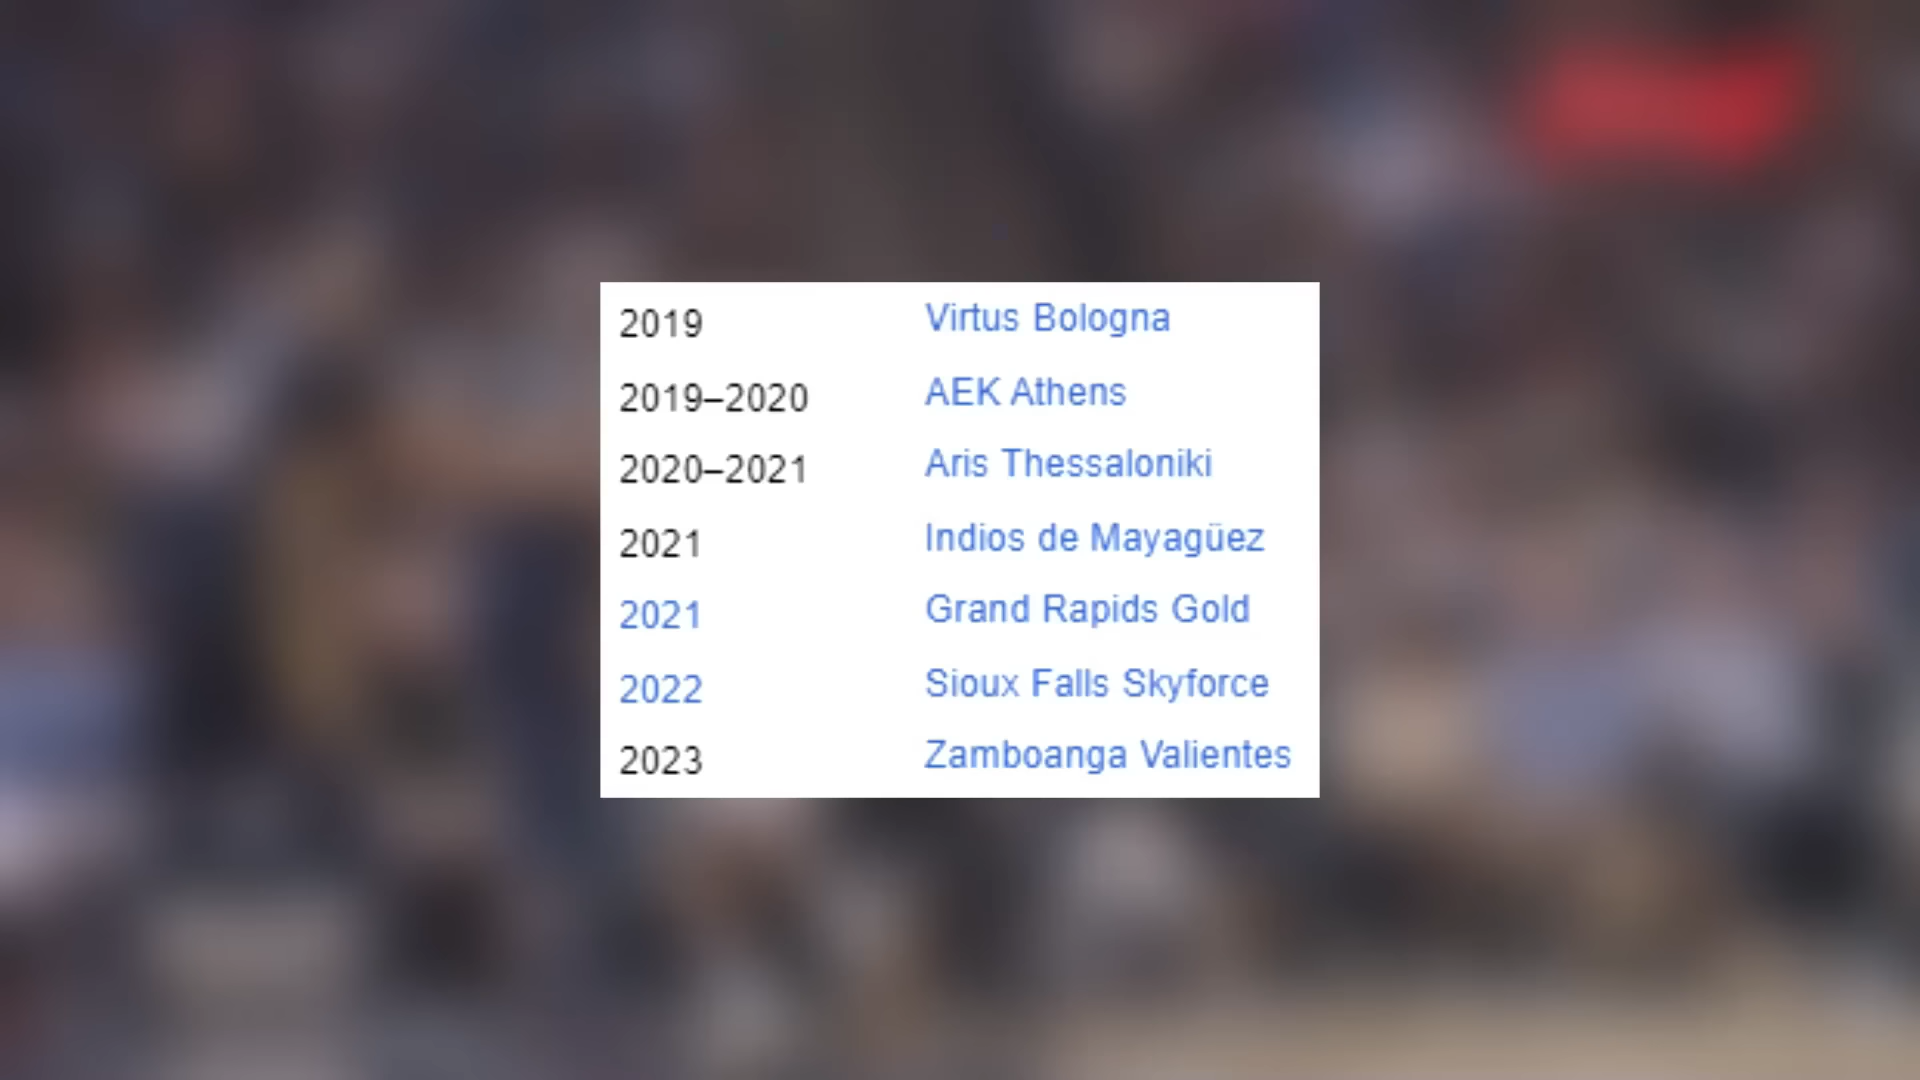 2019 Virtus Bologna
2019–2020 AEK Athens
2020–2021 Aris Thessaloniki
2021 Indios de Mayagüez
2021 Grand Rapids Gold
2022 Sioux Falls Skyforce
2023 Zamboanga Valientes